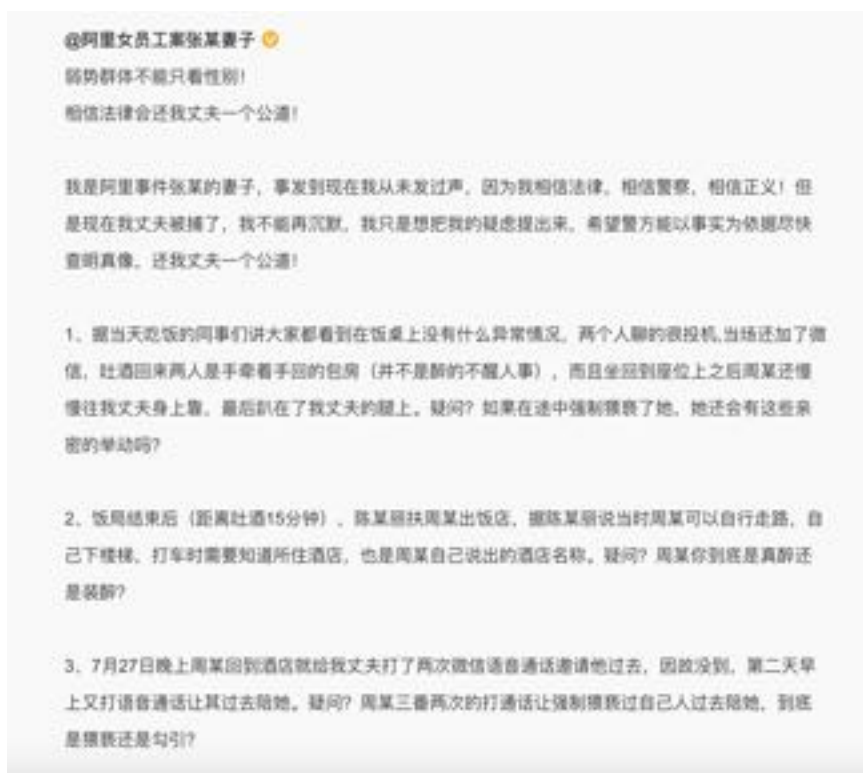 @阿里女员工案张某妻子
弱势群体不能只看性别！
相信法律会还我丈夫一个公道！
我是阿里事件张某的妻子，事发到现在我从未发过声，因为我相信法律，相信警察，相信正义！但
是现在我丈夫被捕了，我不能再沉默，我只是想把我的疑虑提出来，希望警方能以事实为依据尽快
查明真像，还我丈夫一个公道！
1、据当天吃饭的同事们讲大家都看到在饭桌上没有什么异常情况，两个人聊的很投机,当场还加了微
信，吐酒回来两人是手牵着手回的包房（并不是醉的不醒人事），而且坐回到座位上之后周某还慢
慢往我丈夫身上靠，最后趴在了我丈夫的腿上。疑问？如果在途中强制猥亵了她，她还会有这些亲
密的举动吗？
2、饭局结束后（距离吐酒15分钟），陈某丽扶周某出饭店，据陈某丽说当时周某可以自行走路，自
己下楼梯，打车时需要知道所住酒店，也是周某自己说出的酒店名称。疑问？周某你到底是真醉还
是装醉？
3、7月27日晚上周某回到酒店就给我丈夫打了两次微信语音通话邀请他过去，因故没到，第二天早
上又打语音通话让其过去陪她。疑问？周某三番两次的打通话让强制猥亵过自己人过去陪她，到底
是猥亵还是勾引？